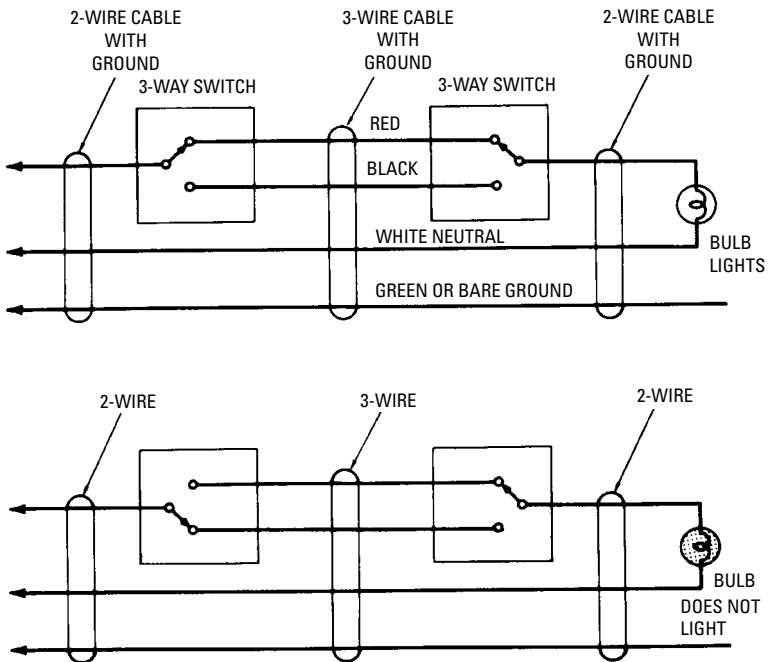 2-WIRE CABLE
WITH
GROUND
3-WIRE CABLE
WITH
GROUND
2-WIRE CABLE
WITH
GROUND
3-WAY SWITCH
3-WAY SWITCH
RED
BLACK
WHITE NEUTRAL
BULB
LIGHTS
GREEN OR BARE GROUND
2-WIRE
3-WIRE
2-WIRE
BULB
DOES NOT
LIGHT